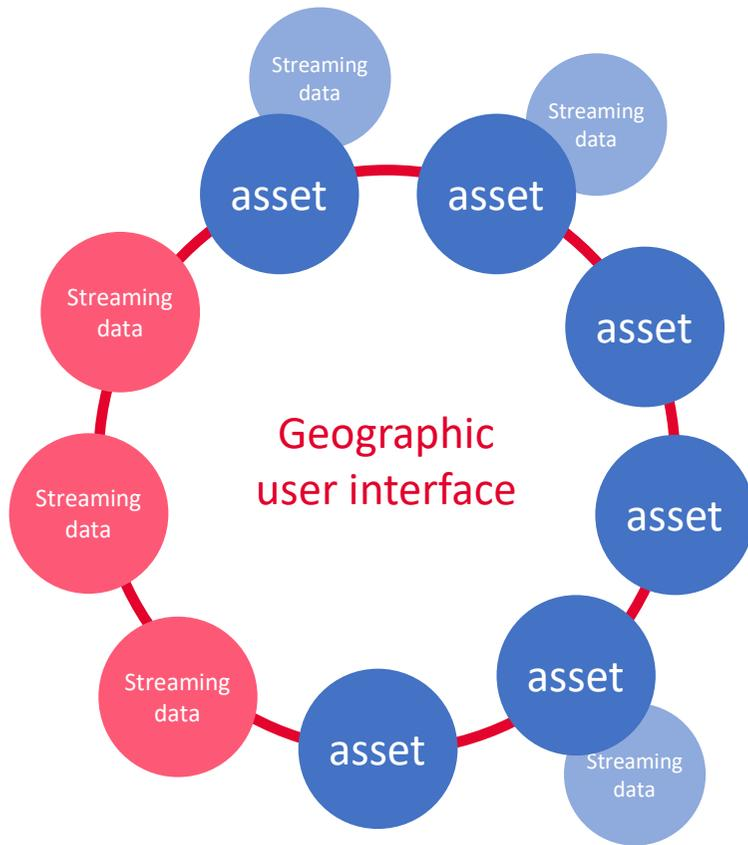 Streaming
data
Streaming
data
asset
asset
Streaming
data
asset
Geographic
user interface
Streaming
data
asset
Streaming
data
asset
asset
Streaming
data